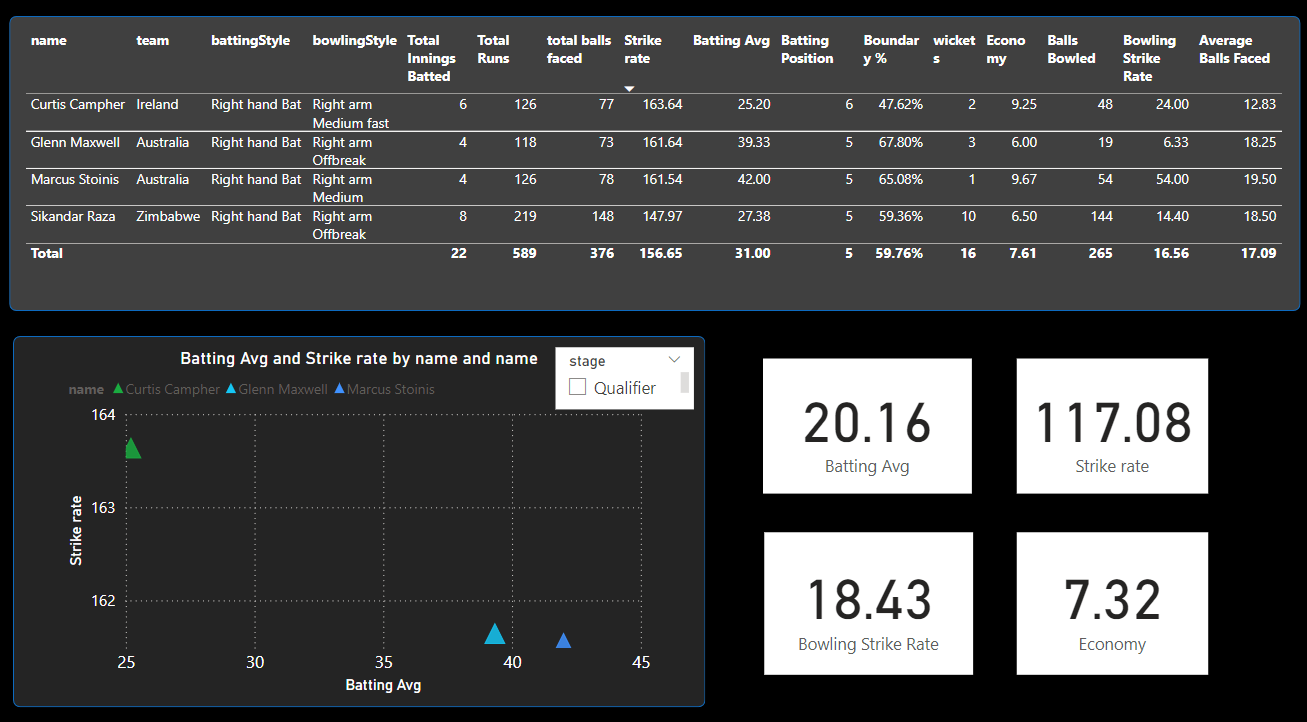 name team battingStyle bowlingStyle Total Innings Batted Total Runs total balls faced Strike rate Batting Avg Batting Position Boundary % wickets Economy Balls Bowled Bowling Strike Rate Average Balls Faced
Curtis Campher Ireland Right hand Bat Right arm Medium fast 6 126 77 163.64 25.20 6 47.62% 2 9.25 48 24.00 12.83
Glenn Maxwell Australia Right hand Bat Right arm Offbreak 4 118 73 161.64 39.33 5 67.80% 3 6.00 19 6.33 18.25
Marcus Stoinis Australia Right hand Bat Right arm Medium 4 126 78 161.54 42.00 5 65.08% 1 9.67 54 54.00 19.50
Sikandar Raza Zimbabwe Right hand Bat Right arm Offbreak 8 219 148 147.97 27.38 5 59.36% 10 6.50 144 14.40 18.50
Total 22 589 376 156.65 31.00 5 59.76% 16 7.61 265 16.56 17.09
Batting Avg and Strike rate by name and name
stage
Qualifier
name Curtis Campher Glenn Maxwell Marcus Stoinis
164
163
162
Strike rate
25 30 35 40 45
Batting Avg
20.16
Batting Avg
117.08
Strike rate
18.43
Bowling Strike Rate
7.32
Economy